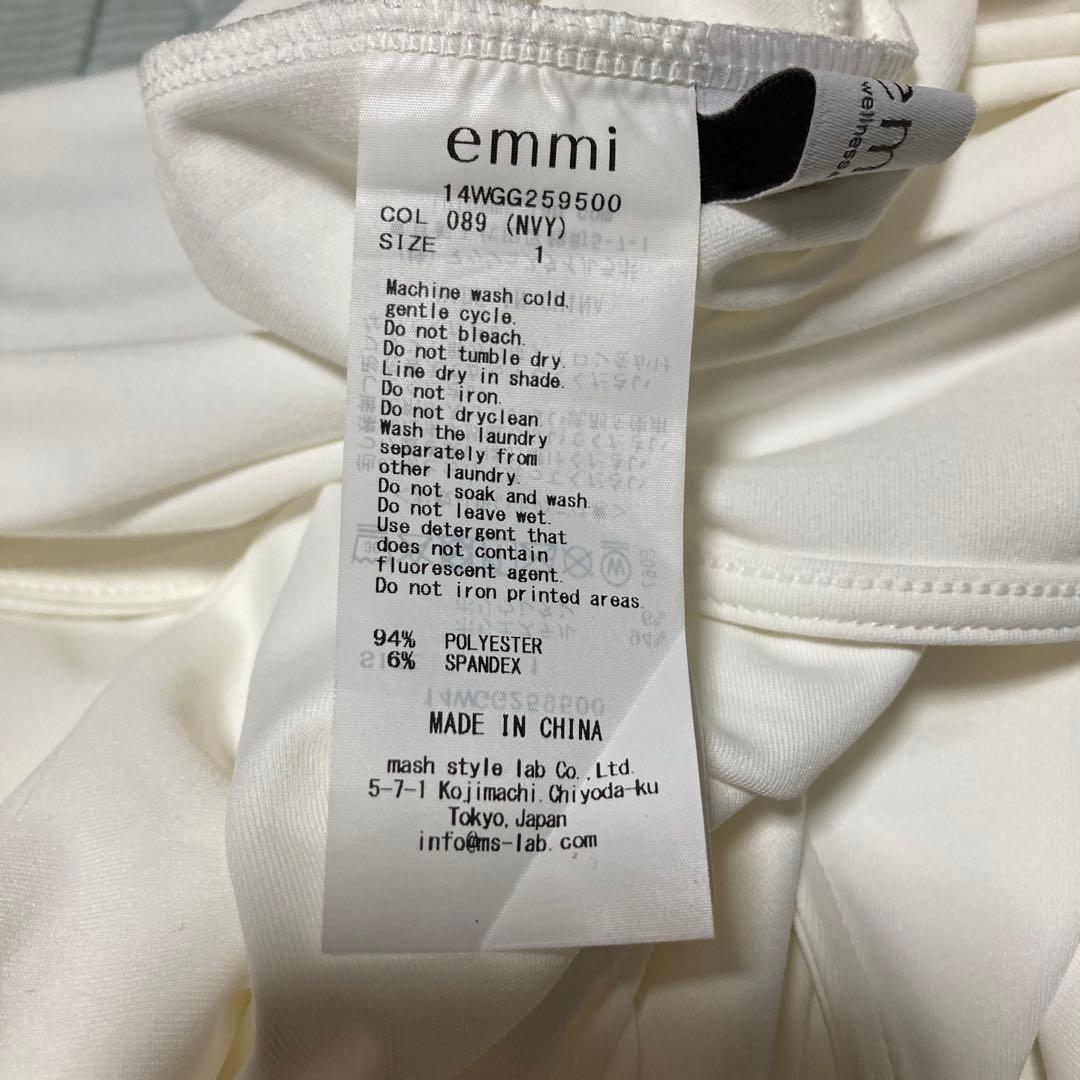 emmi
14WGG259500
COL 089 (NVY)
SIZE 1
Machine wash cold.
gentle cycle.
Do not bleach.
Do not tumble dry.
Line dry in shade.
Do not iron.
Do not dryclean.
Wash the laundry
separately from
other laundry.
Do not soak and wash.
Do not leave wet.
Use detergent that
does not contain
fluorescent agent.
Do not iron printed areas.
94% POLYESTER
6% SPANDEX
MADE IN CHINA
mash style lab Co.,Ltd.
5-7-1 Kojimachi.Chiyoda-ku
Tokyo,Japan
info@ms-lab.com
wellness